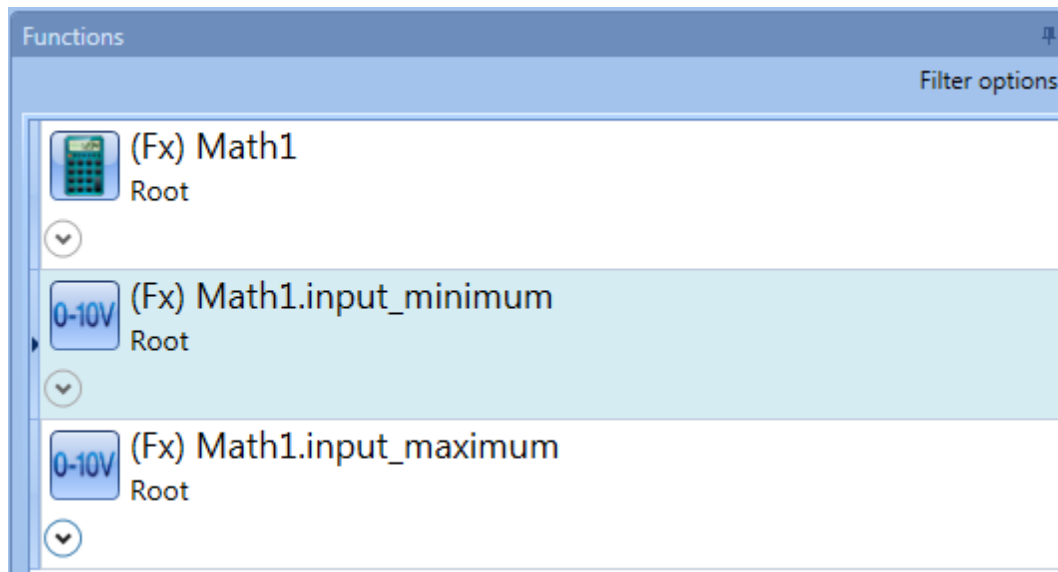 Functions
Filter options
(Fx) Math1
Root
0-10V
(Fx) Math1.input_minimum
Root
0-10V
(Fx) Math1.input_maximum
Root